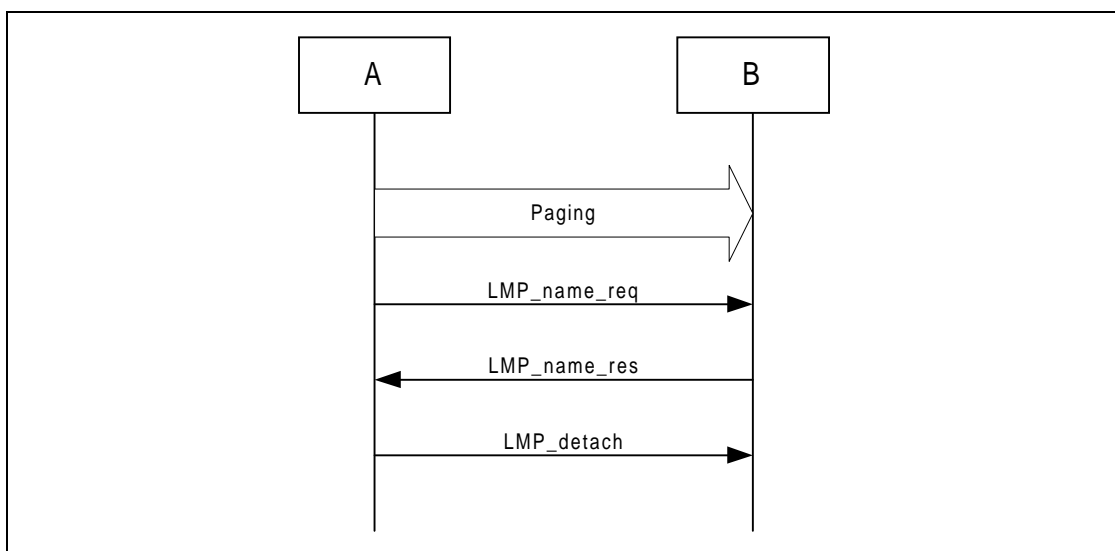 A
B
Paging
LMP_name_req
LMP_name_res
LMP_detach